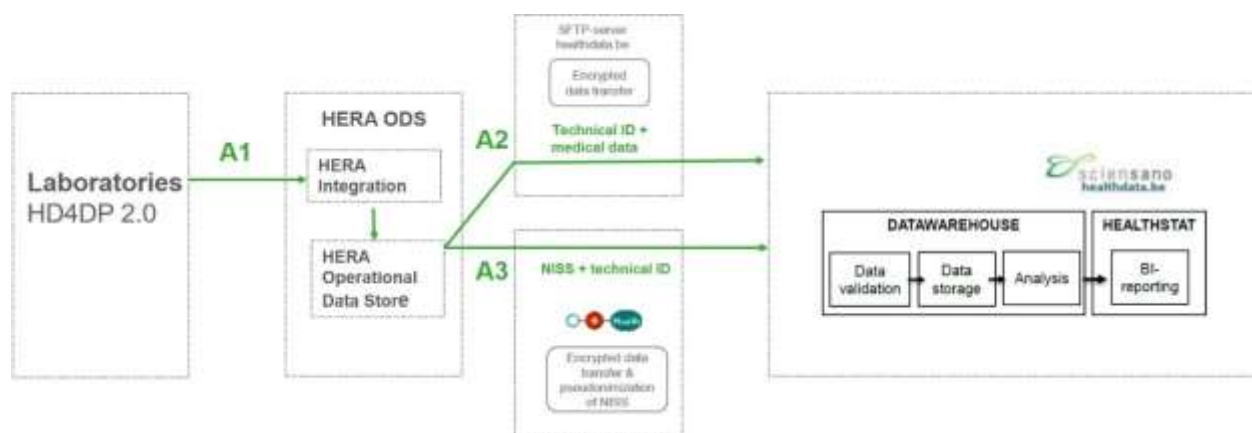 Laboratories
HD4DP 2.0
A1
HERA ODS
HERA
Integration
HERA
Operational
Data Store
A2
SFTP-server
healthdata.be
Encrypted
data transfer
Technical ID +
medical data
A3
NISS + technical ID
Encrypted data
transfer &
pseudonimization
of NISS
sciensano
healthdata.be
DATAWAREHOUSE
Data
validation
Data
storage
Analysis
HEALTHSTAT
BI-
reporting